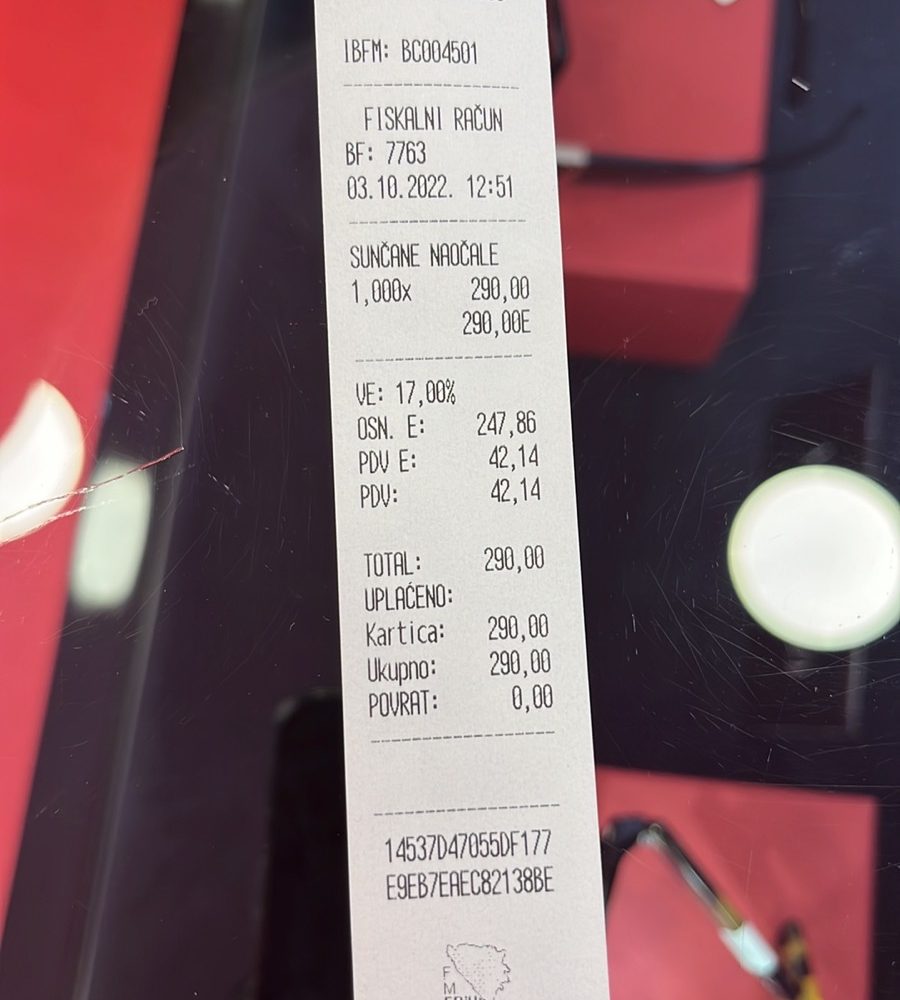 IBFM: BC004501
FISKALNI RAČUN
BF: 7763
03.10.2022. 12:51
SUNČANE NAOČALE
1,000x 290,00
290,00E
VE: 17,00%
OSN. E: 247,86
PDV E: 42,14
PDV: 42,14
TOTAL: 290,00
UPLAĆENO:
Kartica: 290,00
Ukupno: 290,00
POVRAT: 0,00
14537D47055DF177
E9EB7EAEC82138BE
F
M